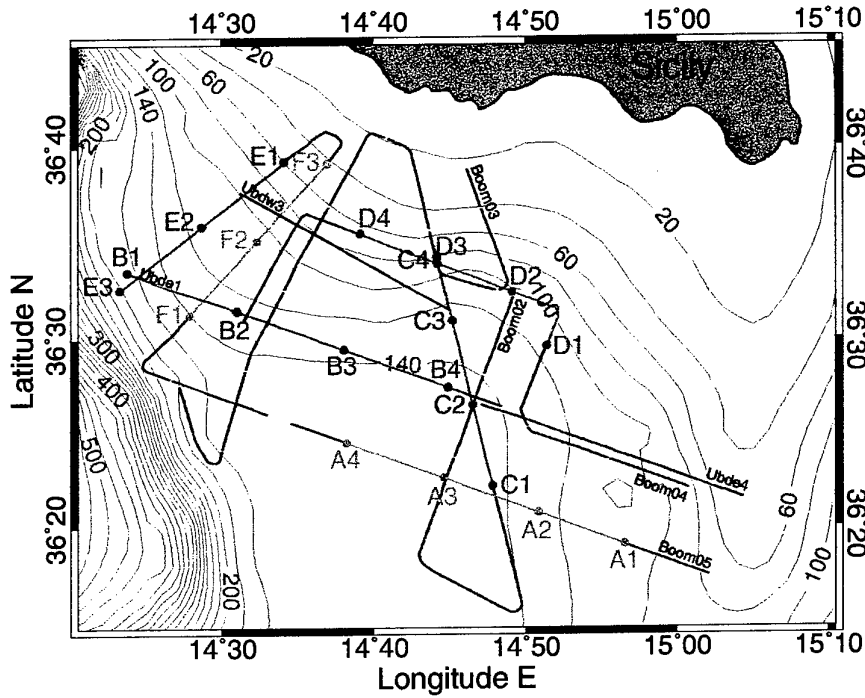 14˚30' 14˚40' 14˚50' 15˚00' 15˚10'
Sicily
20
60
100
140
200
36˚40'
36˚40'
E1
F3
Ubdw3
Boom03
20
E2
F2
D4
D3
C4
60
B1
E3
Ubde1
D2
100
F1
B2
C3
Boom02
D1
36˚30'
36˚30'
Latitude N
B3
140
B4
C2
300
400
500
A4
A3
C1
Ubde4
Boom04
A2
A1
Boom05
60
36˚20'
36˚20'
200
100
14˚30' 14˚40' 14˚50' 15˚00' 15˚10'
Longitude E